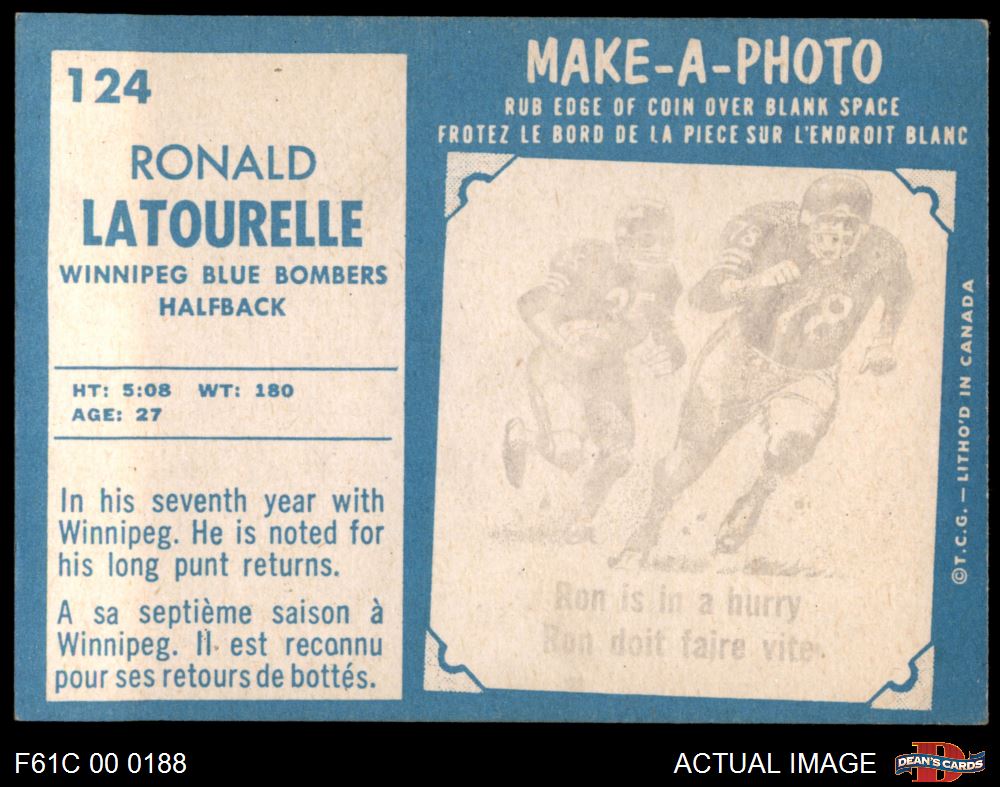 124
RONALD
LATOURELLE
WINNIPEG BLUE BOMBERS
HALFBACK
HT: 5:08 WT: 180
AGE: 27
In his seventh year with
Winnipeg. He is noted for
his long punt returns.
A sa septième saison à
Winnipeg. Il est reconnu
pour ses retours de bottés.
MAKE-A-PHOTO
RUB EDGE OF COIN OVER BLANK SPACE
FROTEZ LE BORD DE LA PIECE SUR L'ENDROIT BLANC
78
78
Ron is in a hurry
Ron doit faire vite
©T.C.G. — LITHO'D IN CANADA
F61C 00 0188
ACTUAL IMAGE
D
DEAN'S CARDS